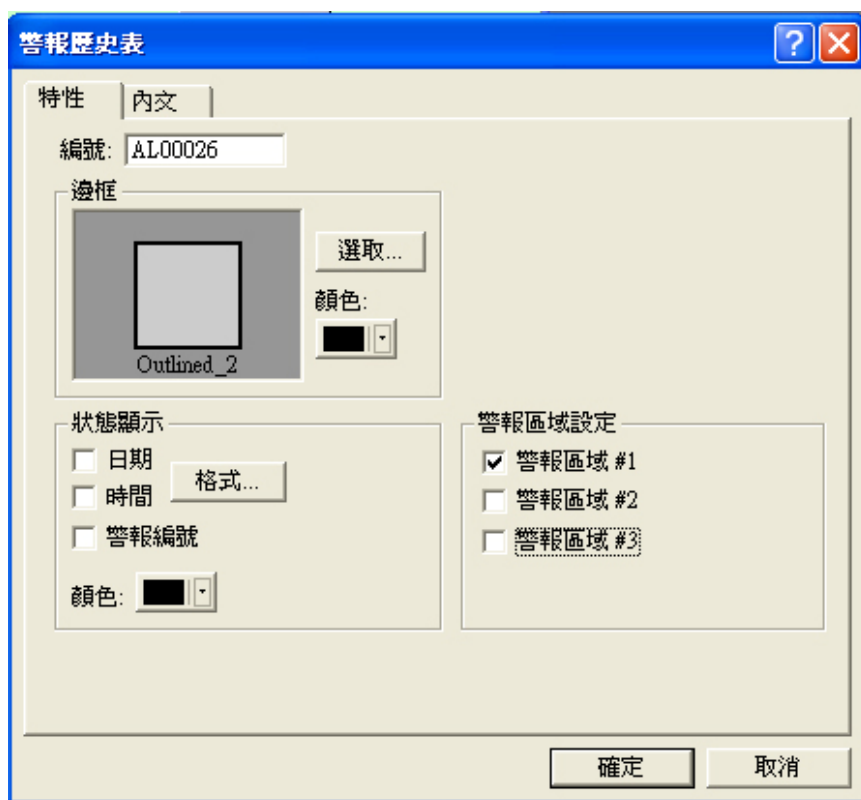 警報歷史表
特性 內文
編號: AL00026
邊框
選取...
顏色:
Outlined_2
狀態顯示
日期
時間
格式...
警報編號
顏色:
警報區域設定
警報區域 #1
警報區域 #2
警報區域 #3
確定 取消